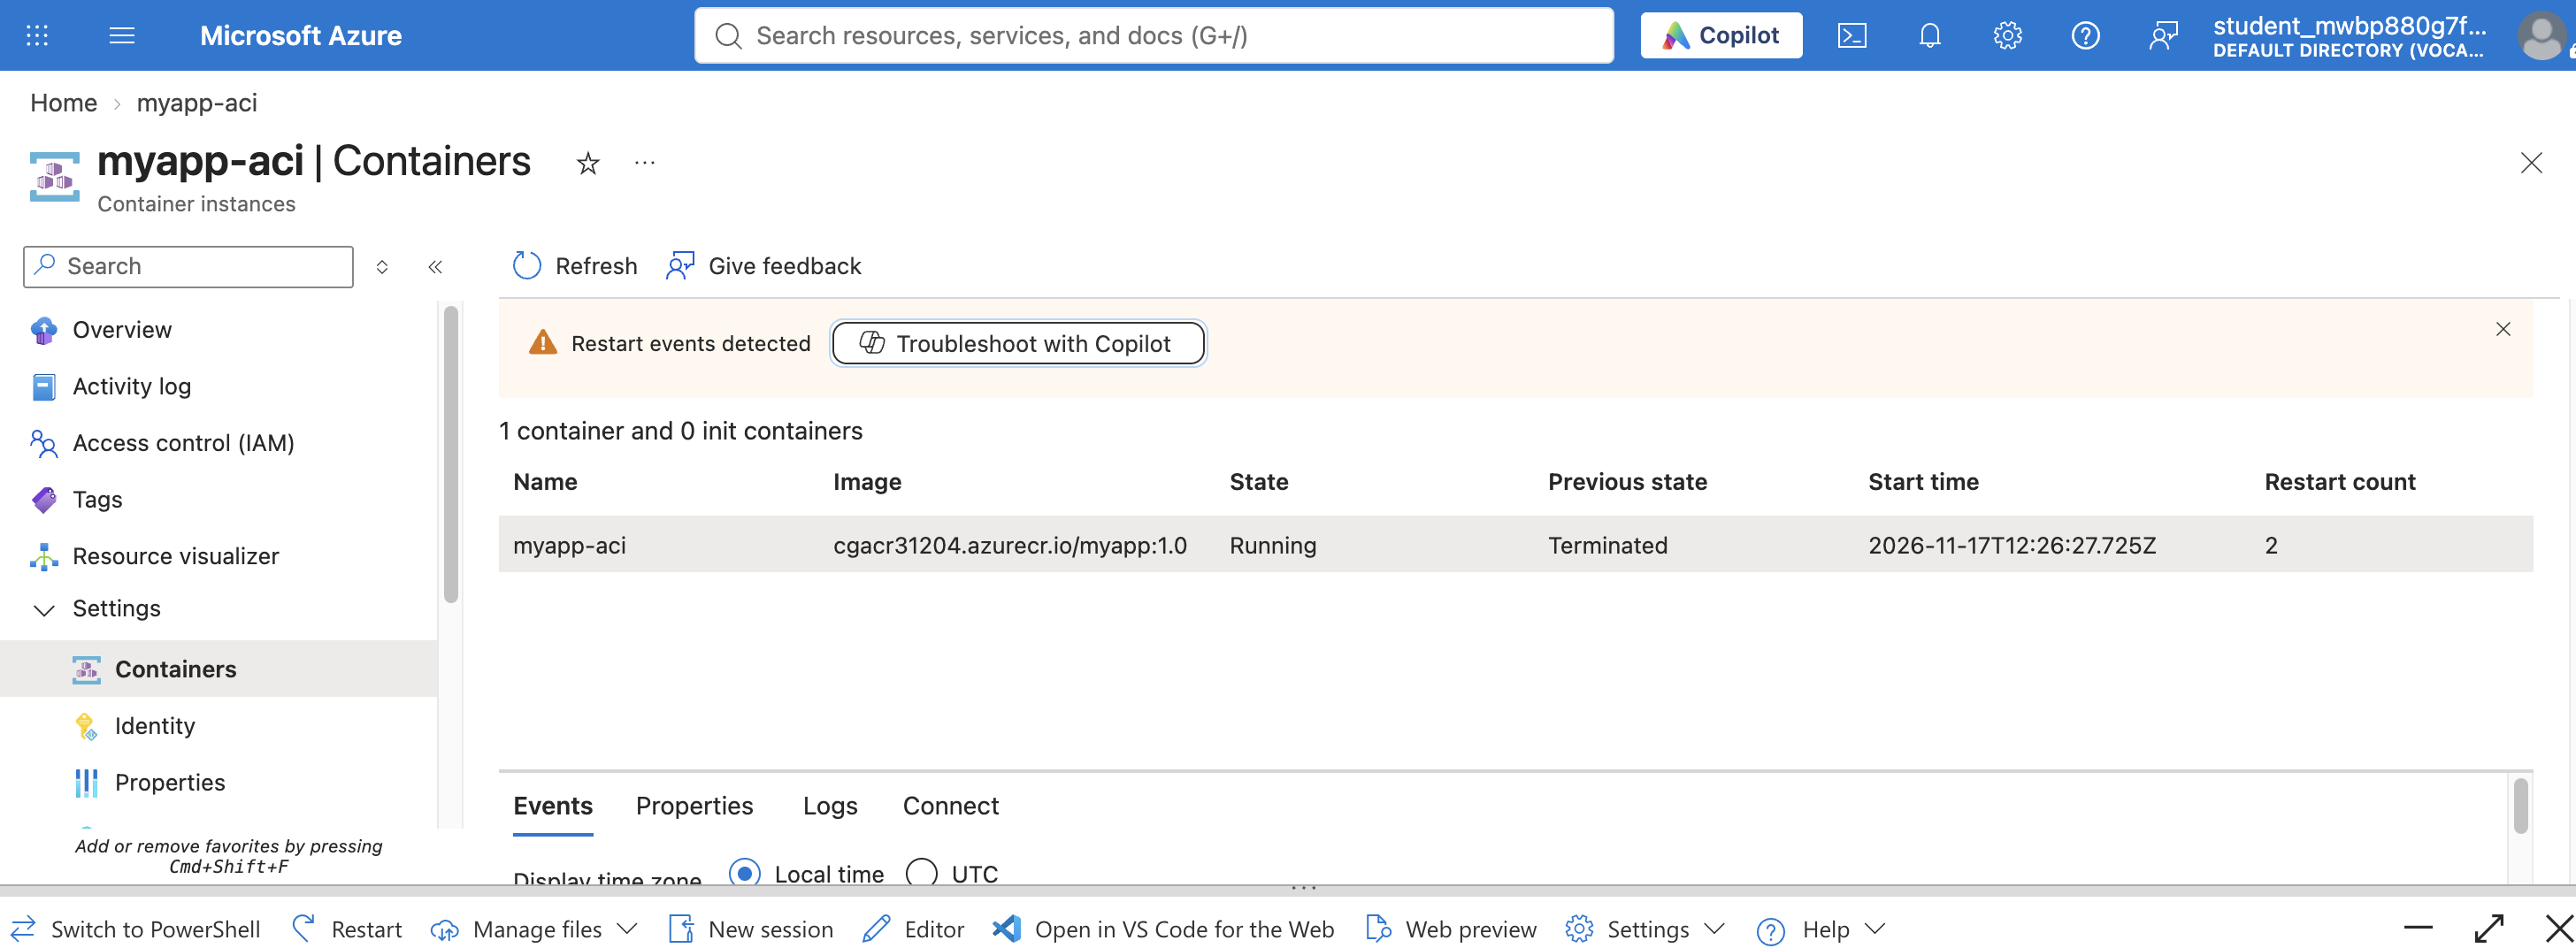 Microsoft Azure
Search resources, services, and docs (G+/)
Copilot
student_mwbp880g7f...
DEFAULT DIRECTORY (VOCA...
Home > myapp-aci
myapp-aci | Containers
Container instances
Search
Refresh
Give feedback
Overview
Activity log
Access control (IAM)
Tags
Resource visualizer
Settings
Containers
Identity
Properties
Add or remove favorites by pressing
Cmd+Shift+F
Restart events detected
Troubleshoot with Copilot
1 container and 0 init containers
Name Image State Previous state Start time Restart count
myapp-aci cgacr31204.azurecr.io/myapp:1.0 Running Terminated 2026-11-17T12:26:27.725Z 2
Events Properties Logs Connect
Display time zone Local time UTC
Switch to PowerShell Restart Manage files New session Editor Open in VS Code for the Web Web preview Settings Help